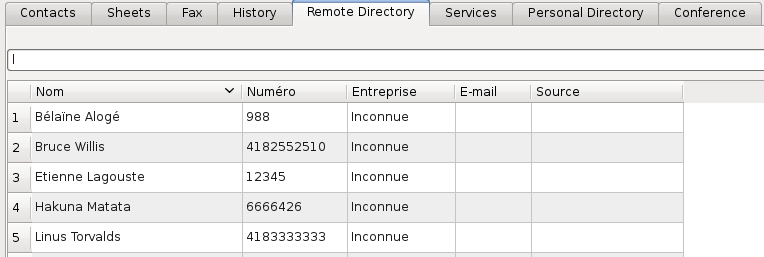 Contacts Sheets Fax History Remote Directory Services Personal Directory Conference
Nom Numéro Entreprise E-mail Source
1 Bélaïne Alogé 988 Inconnue
2 Bruce Willis 4182552510 Inconnue
3 Etienne Lagouste 12345 Inconnue
4 Hakuna Matata 6666426 Inconnue
5 Linus Torvalds 4183333333 Inconnue